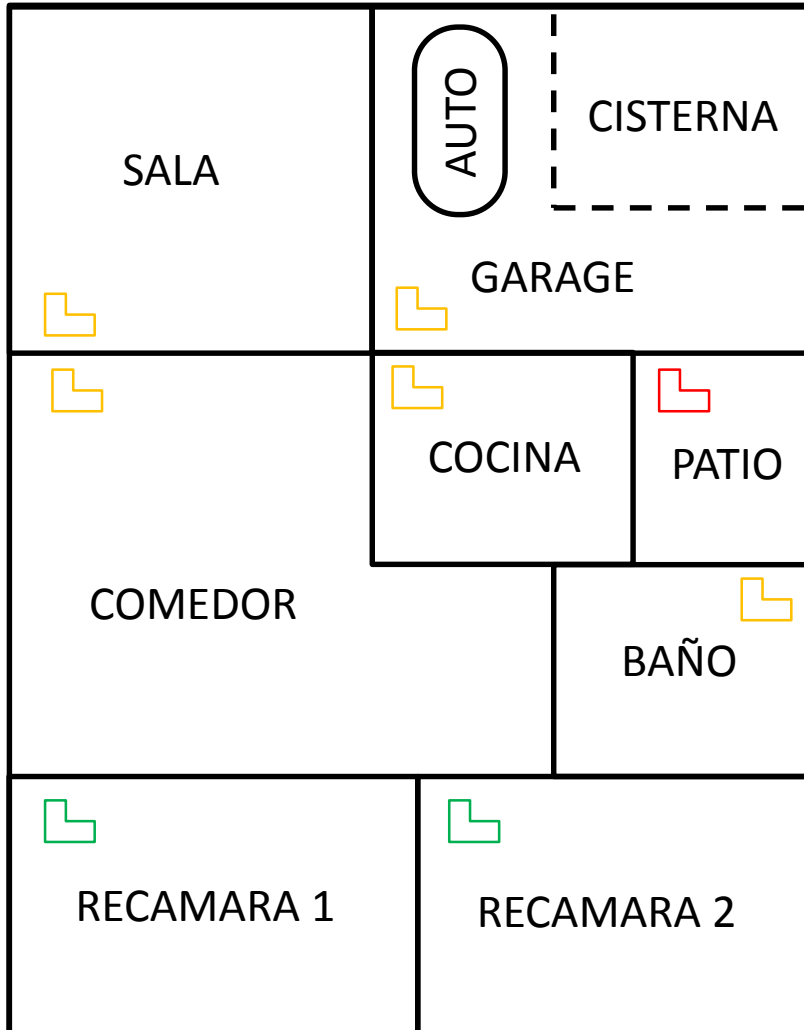 SALA
AUTO
CISTERNA
GARAGE
COCINA
PATIO
COMEDOR
BAÑO
RECAMARA 1
RECAMARA 2